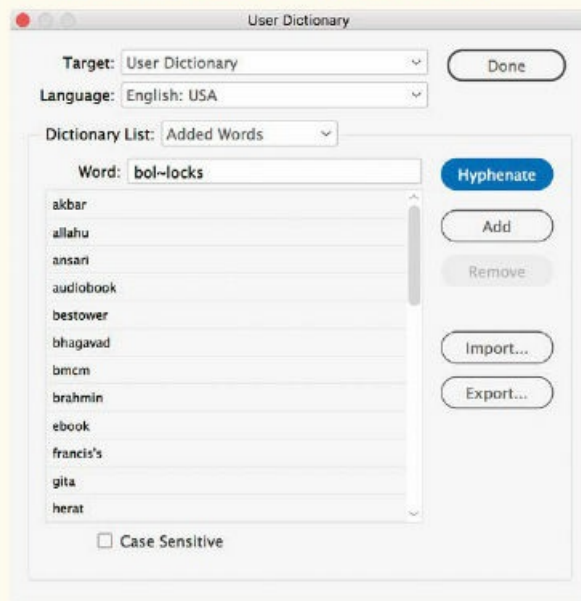 User Dictionary
Target: User Dictionary
Done
Language: English: USA
Dictionary List: Added Words
Word: bol~locks
Hyphenate
akbar
allahu
Add
ansari
audiobook
Remove
bestower
bhagavad
Import...
bmcm
brahmin
Export...
ebook
francis's
gita
herat
Case Sensitive